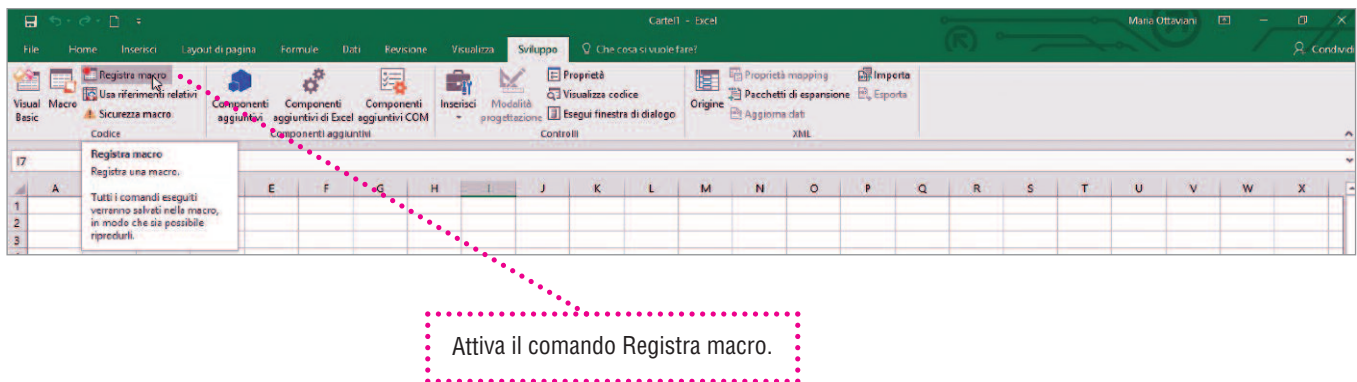 Cartel1 - Excel
Maria Ottaviani
File Home Inserisci Layout di pagina Formule Dati Revisione Visualizza Sviluppo Che cosa si vuole fare? Condividi
Visual Basic
Macro
Registra macro
Usa riferimenti relativi
Sicurezza macro
Codice
Componenti aggiuntivi
Componenti aggiuntivi di Excel
Componenti aggiuntivi COM
Componenti aggiuntivi
Inserisci
Modalità progettazione
Proprietà
Visualizza codice
Esegui finestra di dialogo
Controlli
Origine
Proprietà mapping
Pacchetti di espansione
Aggiorna dati
Importa
Esporta
XML
I7
Registra macro
Registra una macro.
Tutti i comandi eseguiti
verranno salvati nella macro,
in modo che sia possibile
riprodurli.
A E F G H I J K L M N O P Q R S T U V W X
1
2
3
Attiva il comando Registra macro.